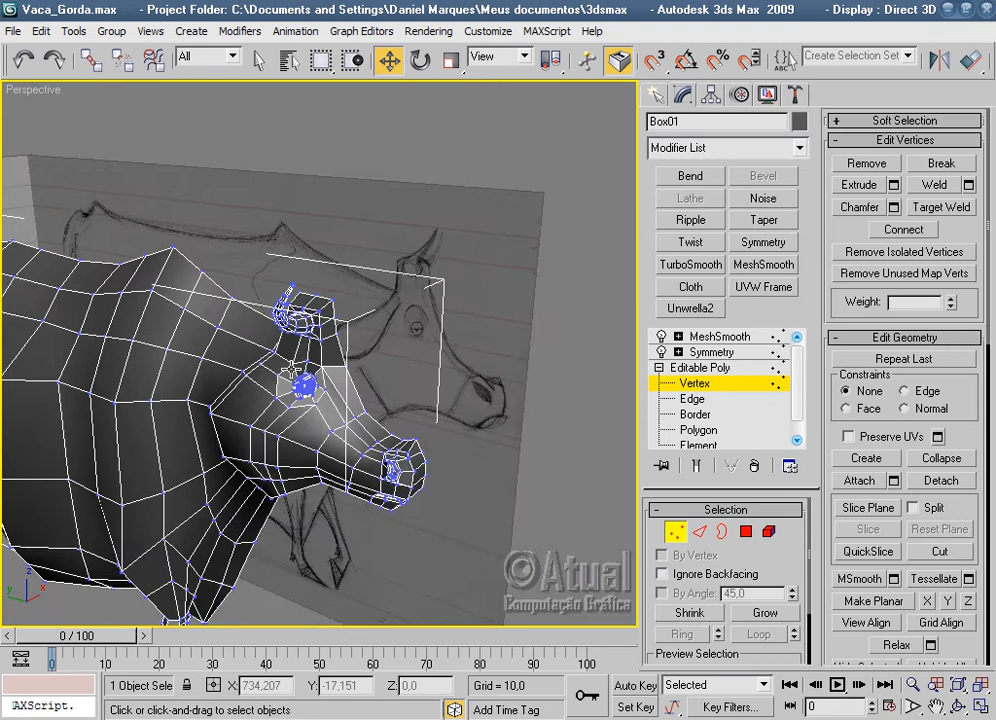 Vaca_Gorda.max - Project Folder: C:\Documents and Settings\Daniel Marques\Meus documentos\3dsmax - Autodesk 3ds Max 2009 - Display : Direct 3D
File Edit Tools Group Views Create Modifiers Animation Graph Editors Rendering Customize MAXScript Help
All View Create Selection Set
Perspective
Box01
Modifier List
Bend Bevel
Lathe Noise
Ripple Taper
Twist Symmetry
TurboSmooth MeshSmooth
Cloth UVW Frame
Unwrella2
MeshSmooth
Symmetry
Editable Poly
Vertex
Edge
Border
Polygon
Element
Selection
By Vertex
Ignore Backfacing
By Angle: 45,0
Shrink Grow
Ring Loop
Preview Selection
+ Soft Selection
- Edit Vertices
Remove Break
Extrude Weld
Chamfer Target Weld
Connect
Remove Isolated Vertices
Remove Unused Map Verts
Weight:
- Edit Geometry
Repeat Last
Constraints
None Edge
Face Normal
Preserve UVs
Create Collapse
Attach Detach
Slice Plane Split
Slice Reset Plane
QuickSlice Cut
MSmooth Tessellate
Make Planar X Y Z
View Align Grid Align
Relax
©Atual
Computação Gráfica
z
y x
< 0 / 100 >
0 10 20 30 40 50 60 70 80 90 100
1 Object Sele X: 734,207 Y: -17,151 Z: 0,0 Grid = 10,0 Auto Key Selected
AXScript. Click or click-and-drag to select objects Add Time Tag Set Key Key Filters... 0